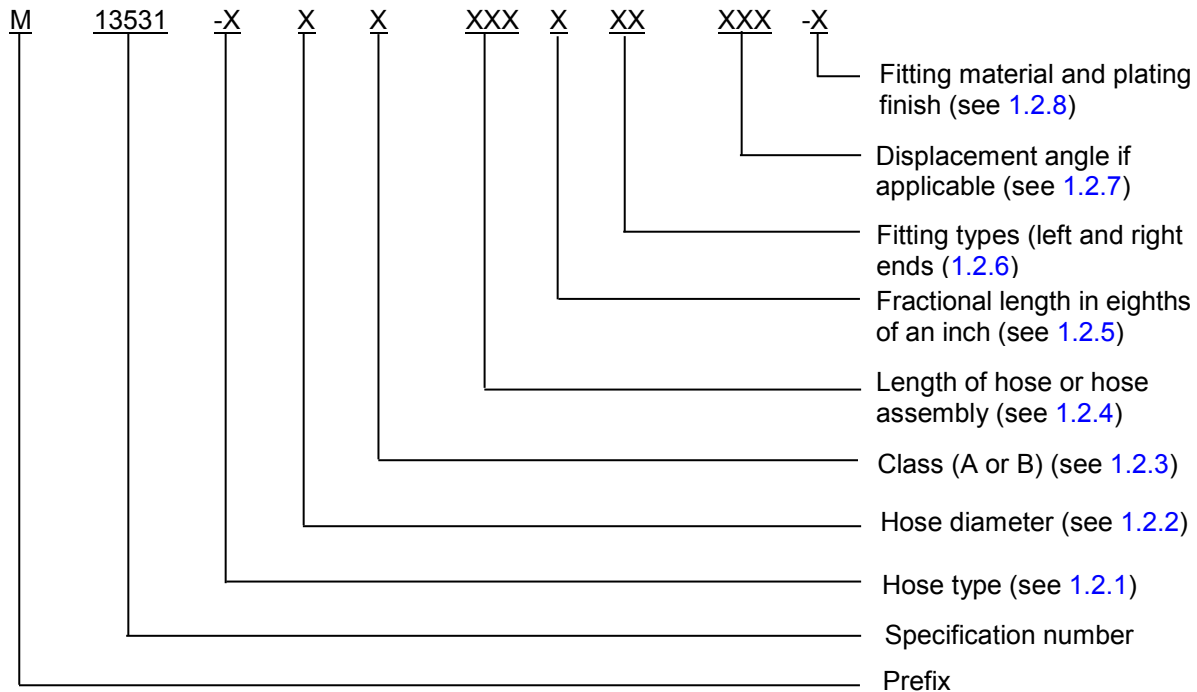 M 13531 -X X X XXX X XX XXX -X
Fitting material and plating
finish (see 1.2.8)
Displacement angle if
applicable (see 1.2.7)
Fitting types (left and right
ends (1.2.6)
Fractional length in eighths
of an inch (see 1.2.5)
Length of hose or hose
assembly (see 1.2.4)
Class (A or B) (see 1.2.3)
Hose diameter (see 1.2.2)
Hose type (see 1.2.1)
Specification number
Prefix